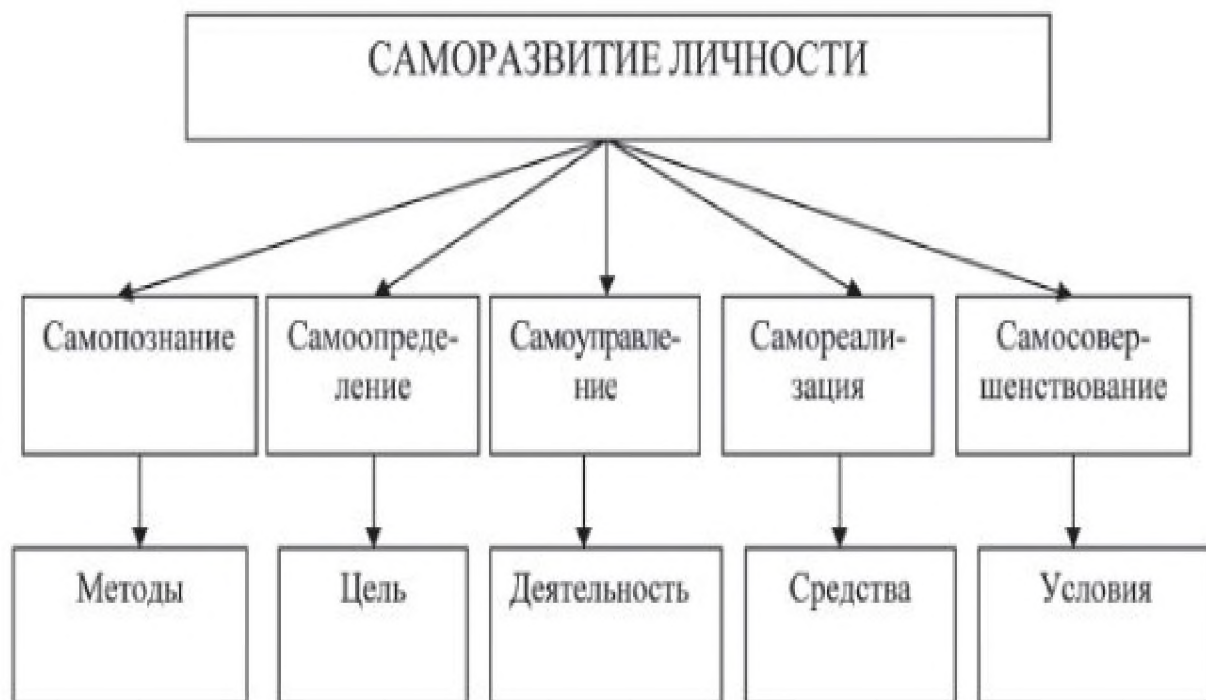 САМОРАЗВИТИЕ ЛИЧНОСТИ
Самопознание
Самоопреде-
ление
Самоуправле-
ние
Самореали-
зация
Самосовер-
шенствование
Методы
Цель
Деятельность
Средства
Условия